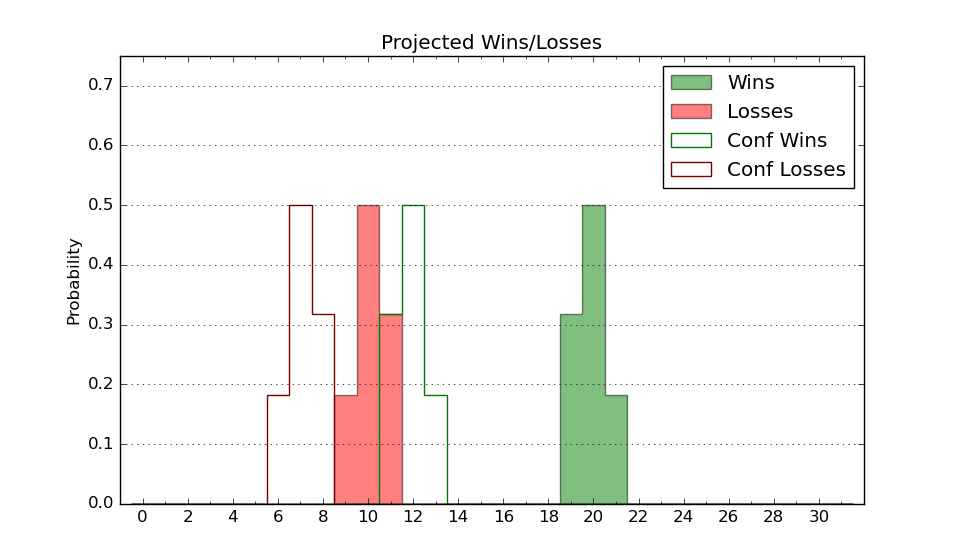 Projected Wins/Losses
Wins
Losses
Conf Wins
Conf Losses
Probability
0.7
0.6
0.5
0.4
0.3
0.2
0.1
0.0
0 2 4 6 8 10 12 14 16 18 20 22 24 26 28 30